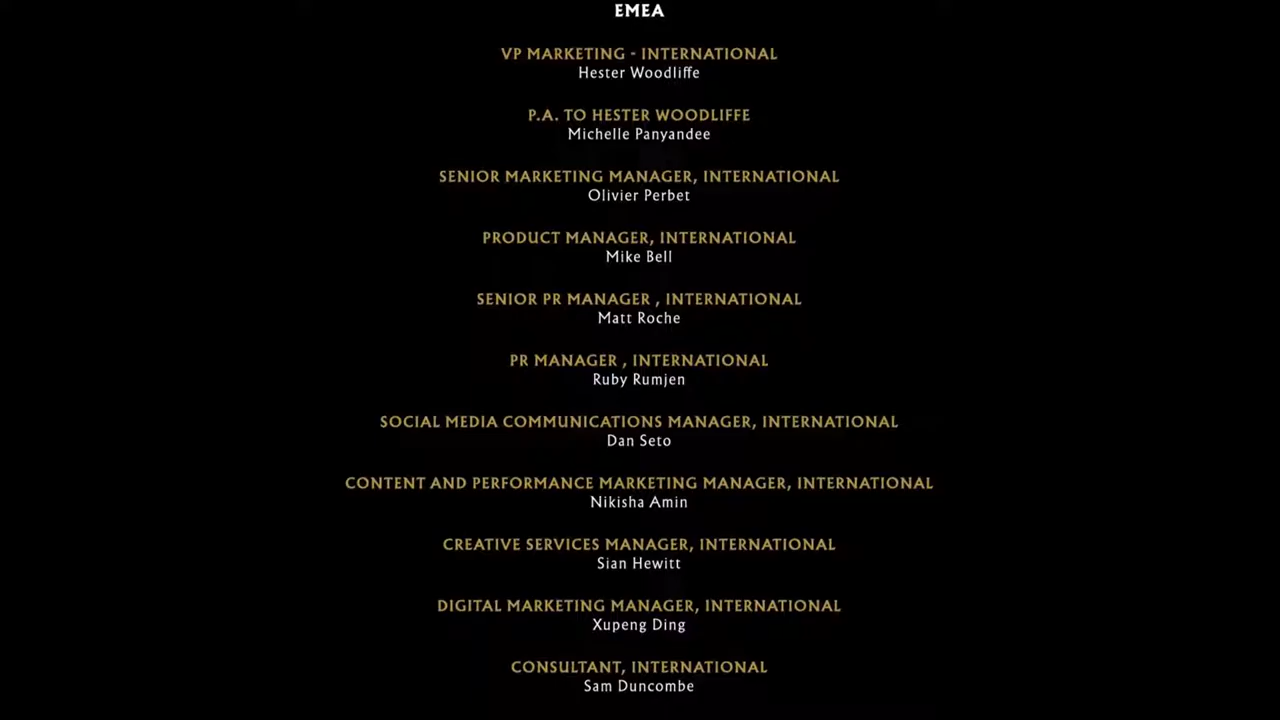 EMEA
VP MARKETING - INTERNATIONAL
Hester Woodliffe
P.A. TO HESTER WOODLIFFE
Michelle Panyandee
SENIOR MARKETING MANAGER, INTERNATIONAL
Olivier Perbet
PRODUCT MANAGER, INTERNATIONAL
Mike Bell
SENIOR PR MANAGER , INTERNATIONAL
Matt Roche
PR MANAGER , INTERNATIONAL
Ruby Rumjen
SOCIAL MEDIA COMMUNICATIONS MANAGER, INTERNATIONAL
Dan Seto
CONTENT AND PERFORMANCE MARKETING MANAGER, INTERNATIONAL
Nikisha Amin
CREATIVE SERVICES MANAGER, INTERNATIONAL
Sian Hewitt
DIGITAL MARKETING MANAGER, INTERNATIONAL
Xupeng Ding
CONSULTANT, INTERNATIONAL
Sam Duncombe